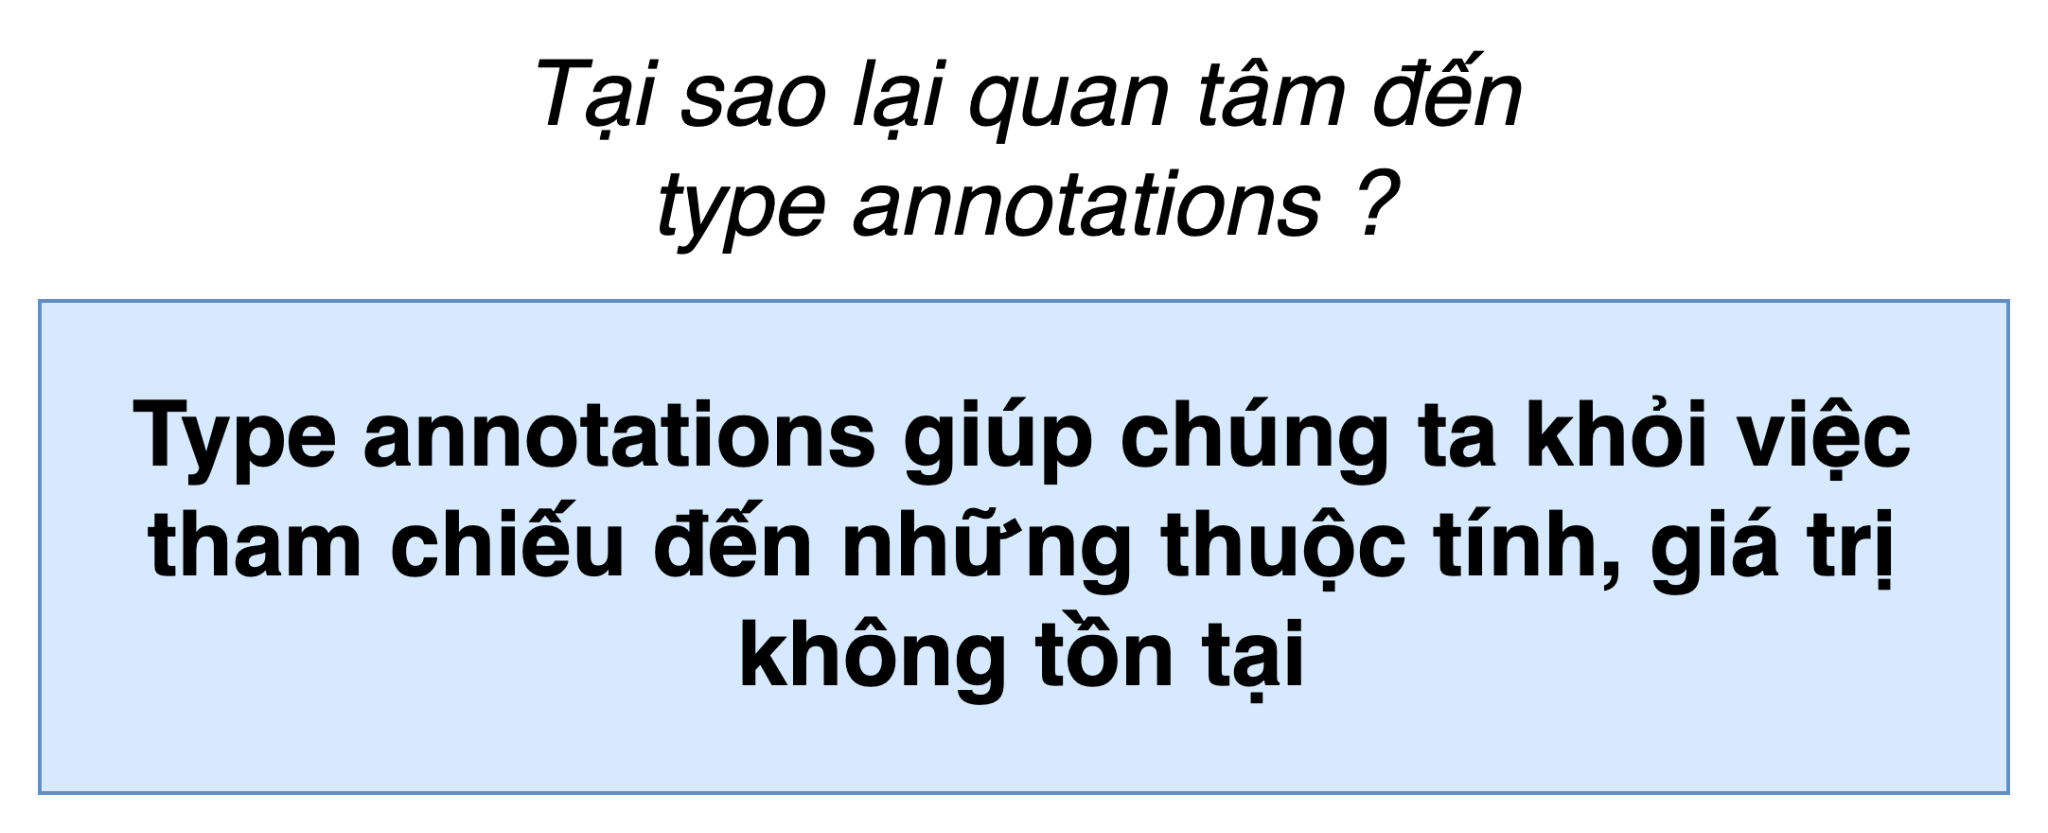 Tại sao lại quan tâm đến
type annotations ?
Type annotations giúp chúng ta khỏi việc
tham chiếu đến những thuộc tính, giá trị
không tồn tại